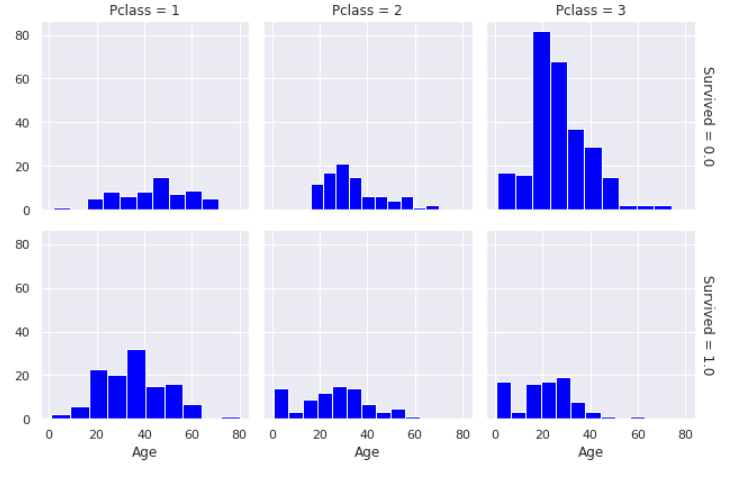 Pclass = 1
Pclass = 2
Pclass = 3
80
60
40
20
0
Survived = 0.0
80
60
40
20
0
Survived = 1.0
0 20 40 60 80
0 20 40 60 80
0 20 40 60 80
Age
Age
Age